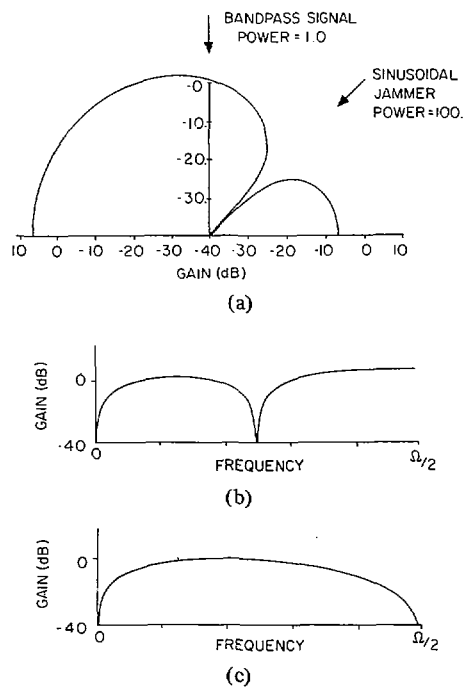 BANDPASS SIGNAL
POWER = 1.0
SINUSOIDAL
JAMMER
POWER=100.
-0
-10.
-20.
-30.
10 0 -10 -20 -30 -40 -30 -20 -10 0 10
GAIN (dB)
(a)
GAIN (dB)
0
-40
0 FREQUENCY Ω/2
(b)
GAIN (dB)
0
-40
0 FREQUENCY Ω/2
(c)